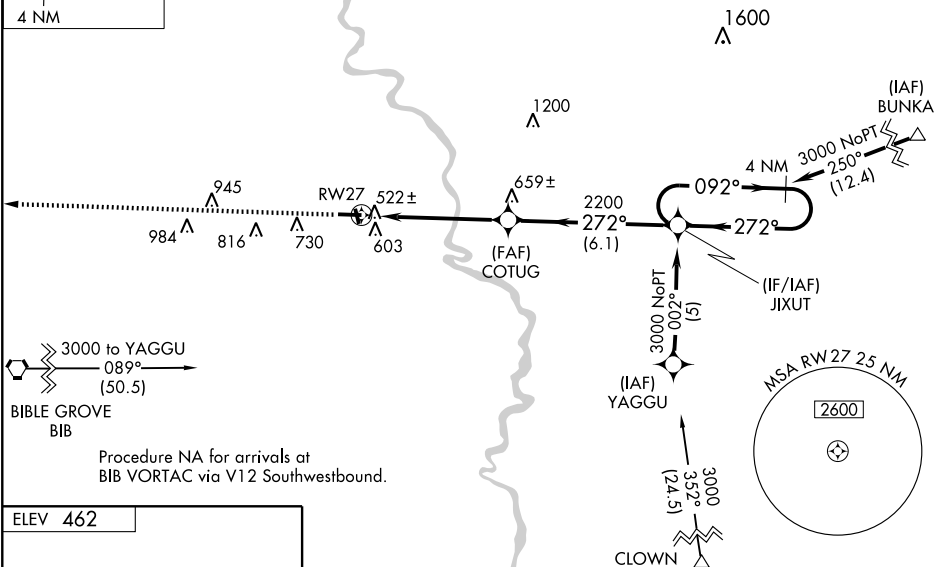 4 NM
1600
(IAF)
BUNKA
1200
3000 NoPT
250°
(12.4)
4 NM
092°
945
RW27
522±
659±
2200
272°
(6.1)
272°
984
816
730
603
(FAF)
COTUG
(IF/IAF)
JIXUT
3000 NoPT
002°
(5)
3000 to YAGGU
089°
(50.5)
BIBLE GROVE
BIB
(IAF)
YAGGU
MSA RW 27 25 NM
2600
Procedure NA for arrivals at
BIB VORTAC via V12 Southwestbound.
3000
352°
(24.5)
ELEV 462
CLOWN